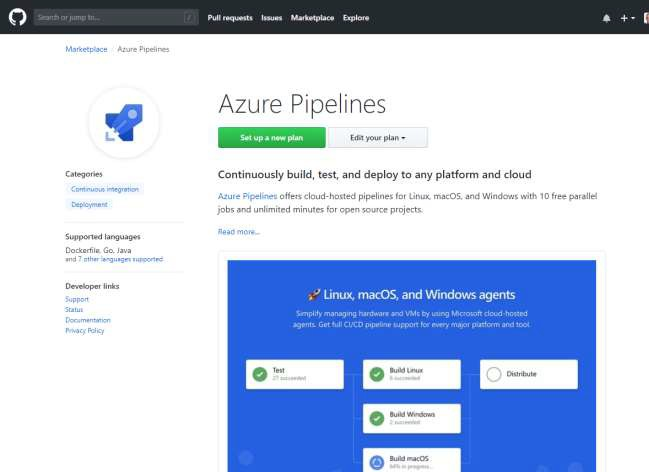 Search or jump to...
/
Pull requests Issues Marketplace Explore
Marketplace / Azure Pipelines
Azure Pipelines
Set up a new plan
Edit your plan
Continuously build, test, and deploy to any platform and cloud
Azure Pipelines offers cloud-hosted pipelines for Linux, macOS, and Windows with 10 free parallel
jobs and unlimited minutes for open source projects.
Read more...
Categories
Continuous integration
Deployment
Supported languages
Dockerfile, Go, Java
and 7 other languages supported
Developer links
Support
Status
Documentation
Privacy Policy
Linux, macOS, and Windows agents
Simplify managing hardware and VMs by using Microsoft cloud-hosted
agents. Get full CI/CD pipeline support for every major platform and tool.
Test
27 succeeded
Build Linux
6 succeeded
Distribute
Build Windows
2 succeeded
Build macOS
64% in progress...